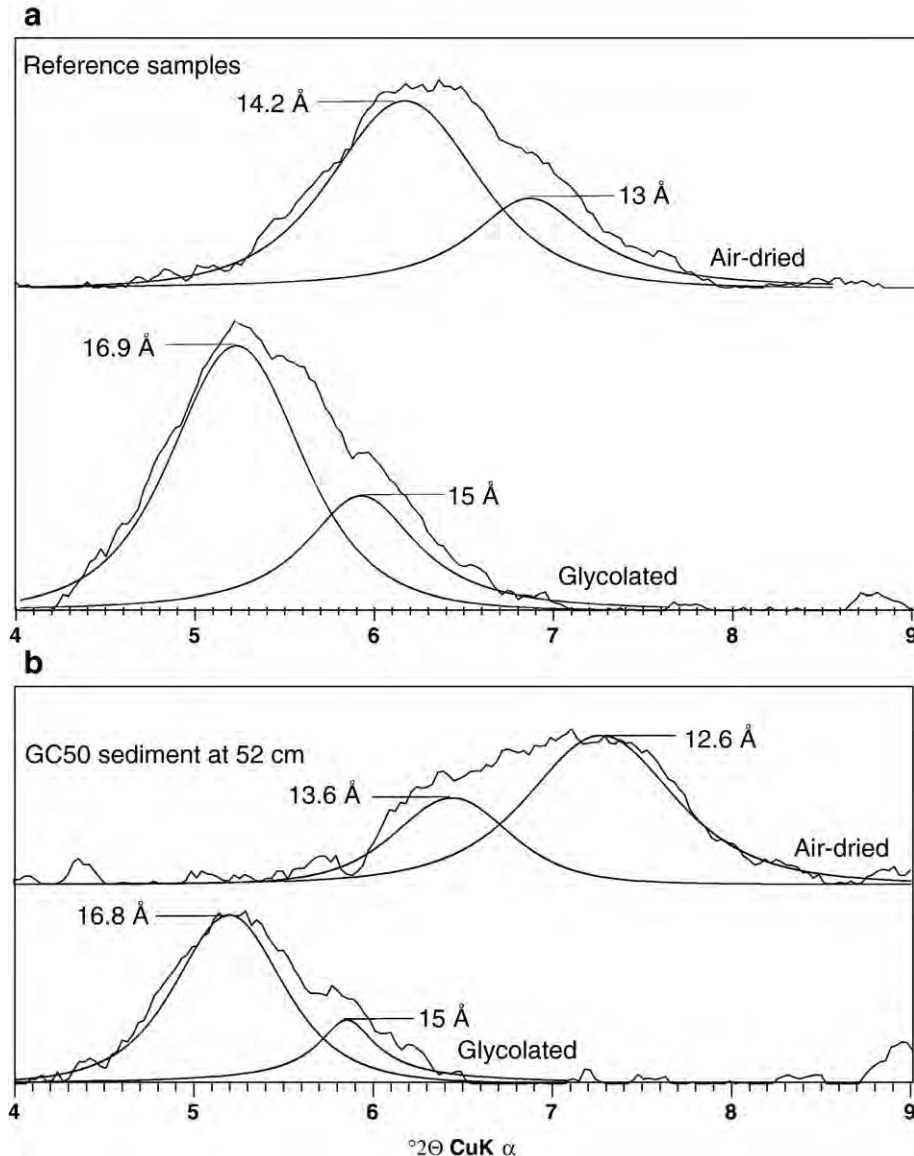 a
Reference samples
14.2 Å
13 Å
Air-dried
16.9 Å
15 Å
Glycolated
4 5 6 7 8 9
b
GC50 sediment at 52 cm
12.6 Å
13.6 Å
Air-dried
16.8 Å
15 Å
Glycolated
4 5 6 7 8 9
°2Θ CuK α